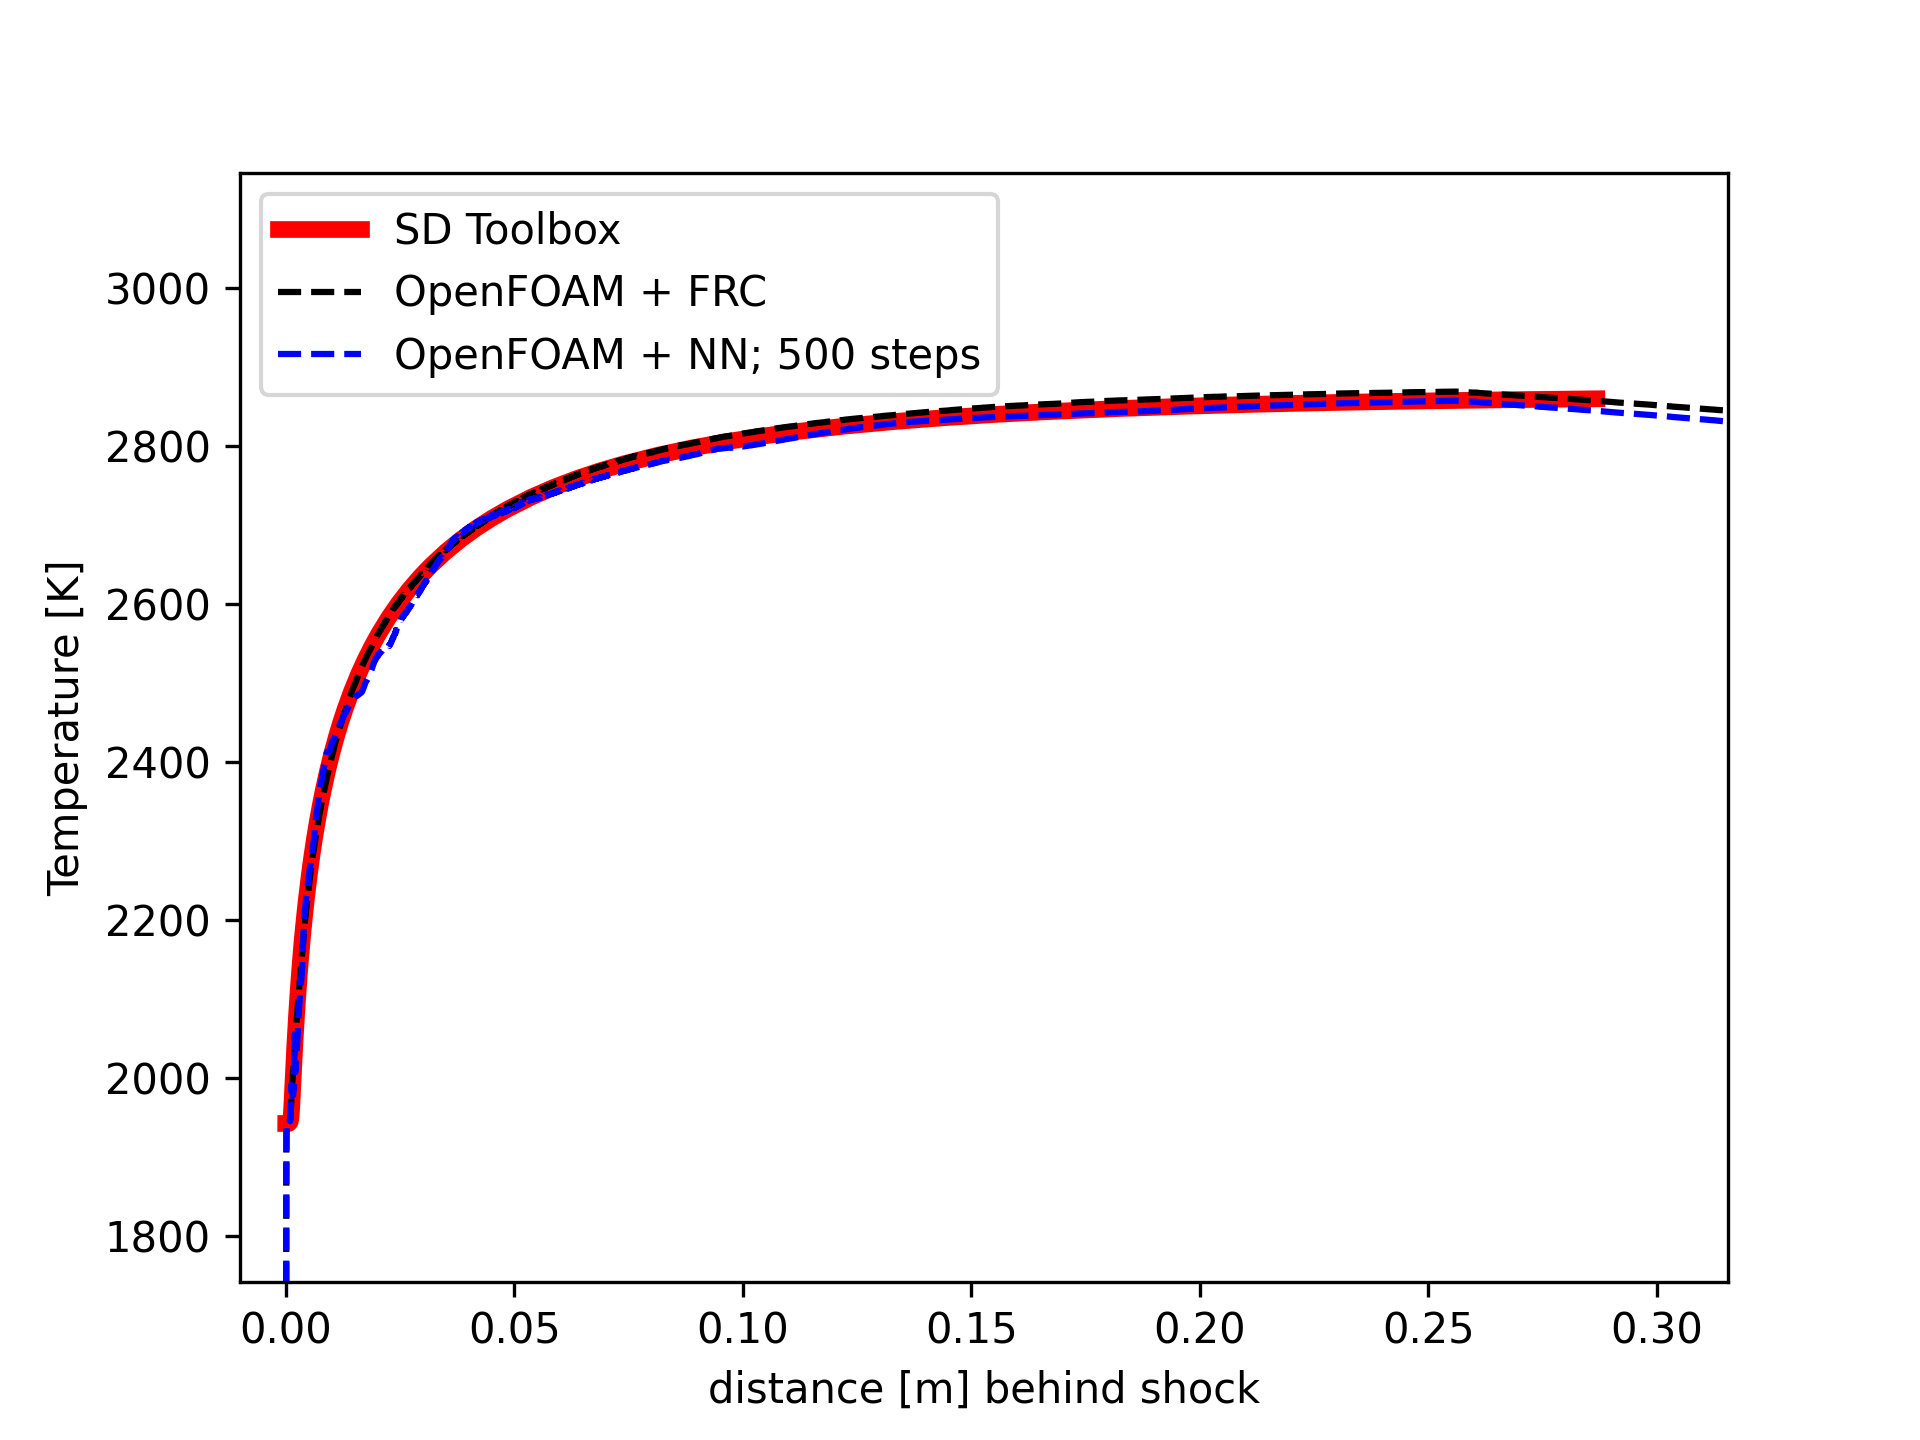 SD Toolbox
OpenFOAM + FRC
OpenFOAM + NN; 500 steps
3000
2800
2600
2400
2200
2000
1800
Temperature [K]
0.00 0.05 0.10 0.15 0.20 0.25 0.30
distance [m] behind shock